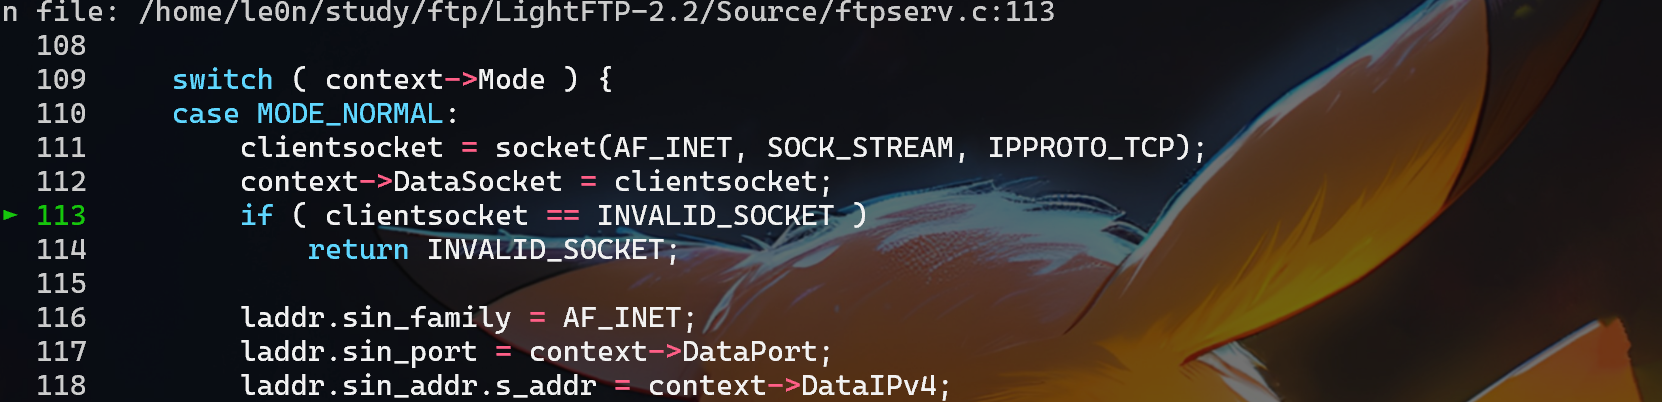 n file: /home/le0n/study/ftp/LightFTP-2.2/Source/ftpserv.c:113
108
109     switch ( context->Mode ) {
110     case MODE_NORMAL:
111         clientsocket = socket(AF_INET, SOCK_STREAM, IPPROTO_TCP);
112         context->DataSocket = clientsocket;
► 113         if ( clientsocket == INVALID_SOCKET )
114             return INVALID_SOCKET;
115
116         laddr.sin_family = AF_INET;
117         laddr.sin_port = context->DataPort;
118         laddr.sin_addr.s_addr = context->DataIPv4;